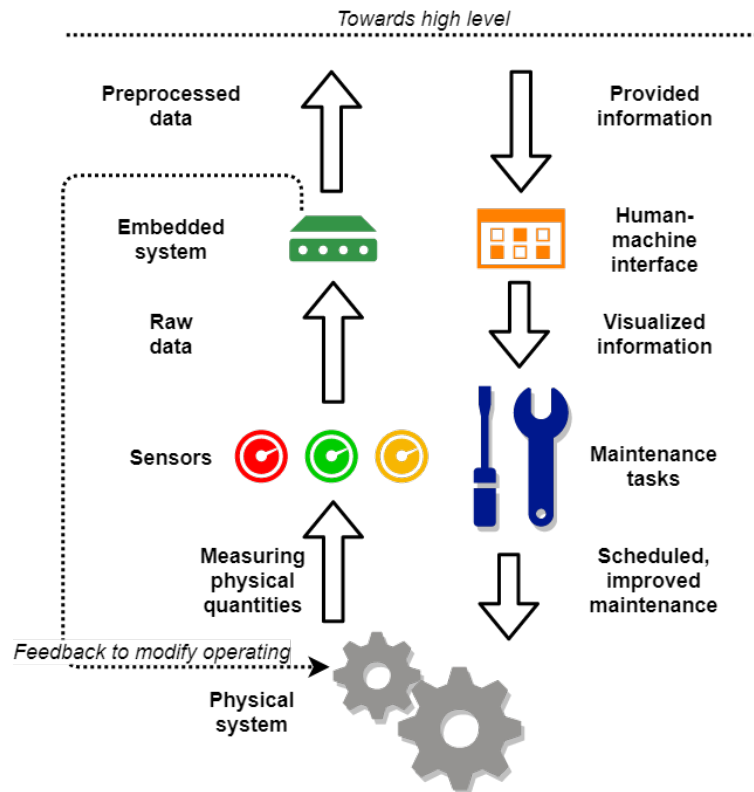 Towards high level
Preprocessed
data
Provided
information
Embedded
system
Human-
machine
interface
Raw
data
Visualized
information
Sensors
Maintenance
tasks
Measuring
physical
quantities
Scheduled,
improved
maintenance
Feedback to modify operating
Physical
system